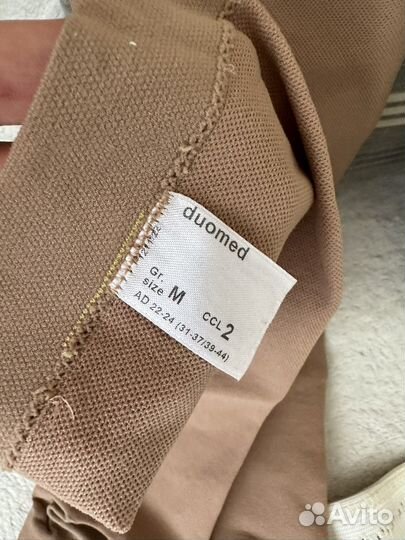 duomed
Gr.
size M CCL 2
AD 22-24 (31-37/39-44)
Avito